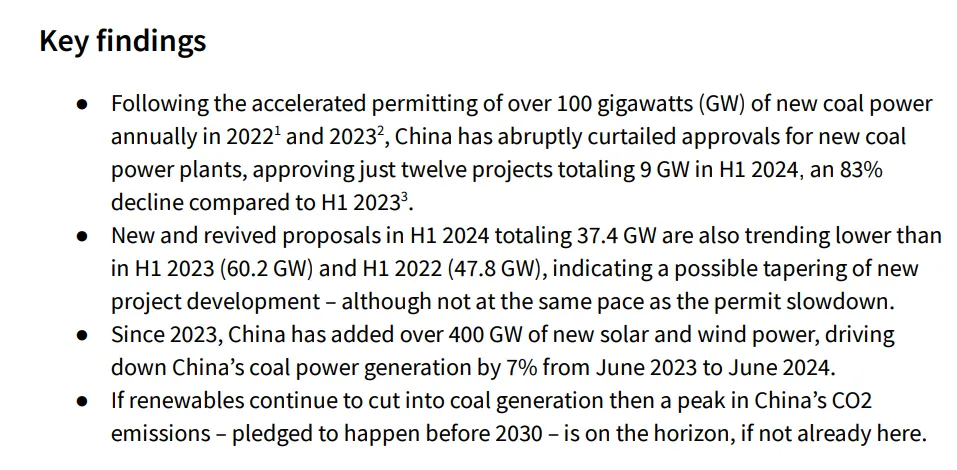 Key findings
● Following the accelerated permitting of over 100 gigawatts (GW) of new coal power
annually in 2022¹ and 2023², China has abruptly curtailed approvals for new coal
power plants, approving just twelve projects totaling 9 GW in H1 2024, an 83%
decline compared to H1 2023³.
● New and revived proposals in H1 2024 totaling 37.4 GW are also trending lower than
in H1 2023 (60.2 GW) and H1 2022 (47.8 GW), indicating a possible tapering of new
project development – although not at the same pace as the permit slowdown.
● Since 2023, China has added over 400 GW of new solar and wind power, driving
down China’s coal power generation by 7% from June 2023 to June 2024.
● If renewables continue to cut into coal generation then a peak in China’s CO2
emissions – pledged to happen before 2030 – is on the horizon, if not already here.